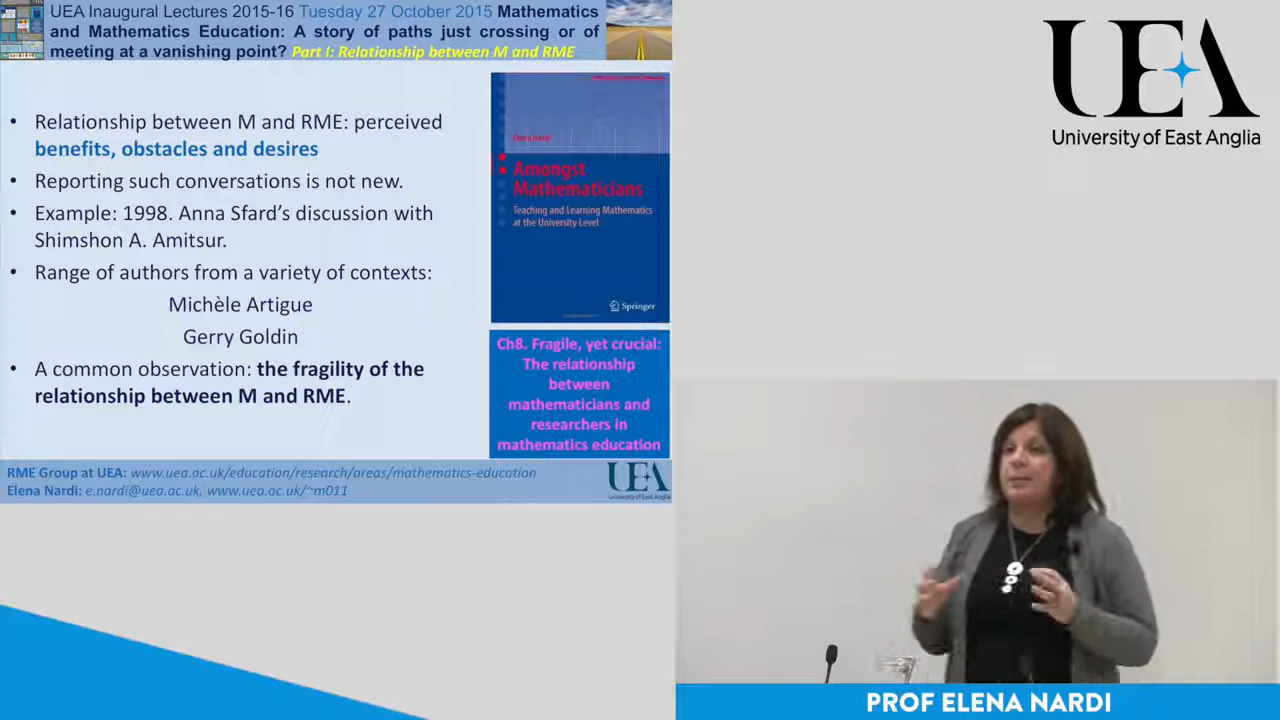 UEA Inaugural Lectures 2015-16 Tuesday 27 October 2015 Mathematics
and Mathematics Education: A story of paths just crossing or of
meeting at a vanishing point? Part I: Relationship between M and RME
• Relationship between M and RME: perceived
benefits, obstacles and desires
• Reporting such conversations is not new.
• Example: 1998. Anna Sfard's discussion with
Shimshon A. Amitsur.
• Range of authors from a variety of contexts:
Michèle Artigue
Gerry Goldin
• A common observation: the fragility of the
relationship between M and RME.
Elena Nardi
Amongst
Mathematicians
Teaching and Learning Mathematics
at the University Level
Springer
Ch8. Fragile, yet crucial:
The relationship
between
mathematicians and
researchers in
mathematics education
RME Group at UEA: www.uea.ac.uk/education/research/areas/mathematics-education
Elena Nardi: e.nardi@uea.ac.uk, www.uea.ac.uk/~m011
UEA
University of East Anglia
UEA
University of East Anglia
PROF ELENA NARDI